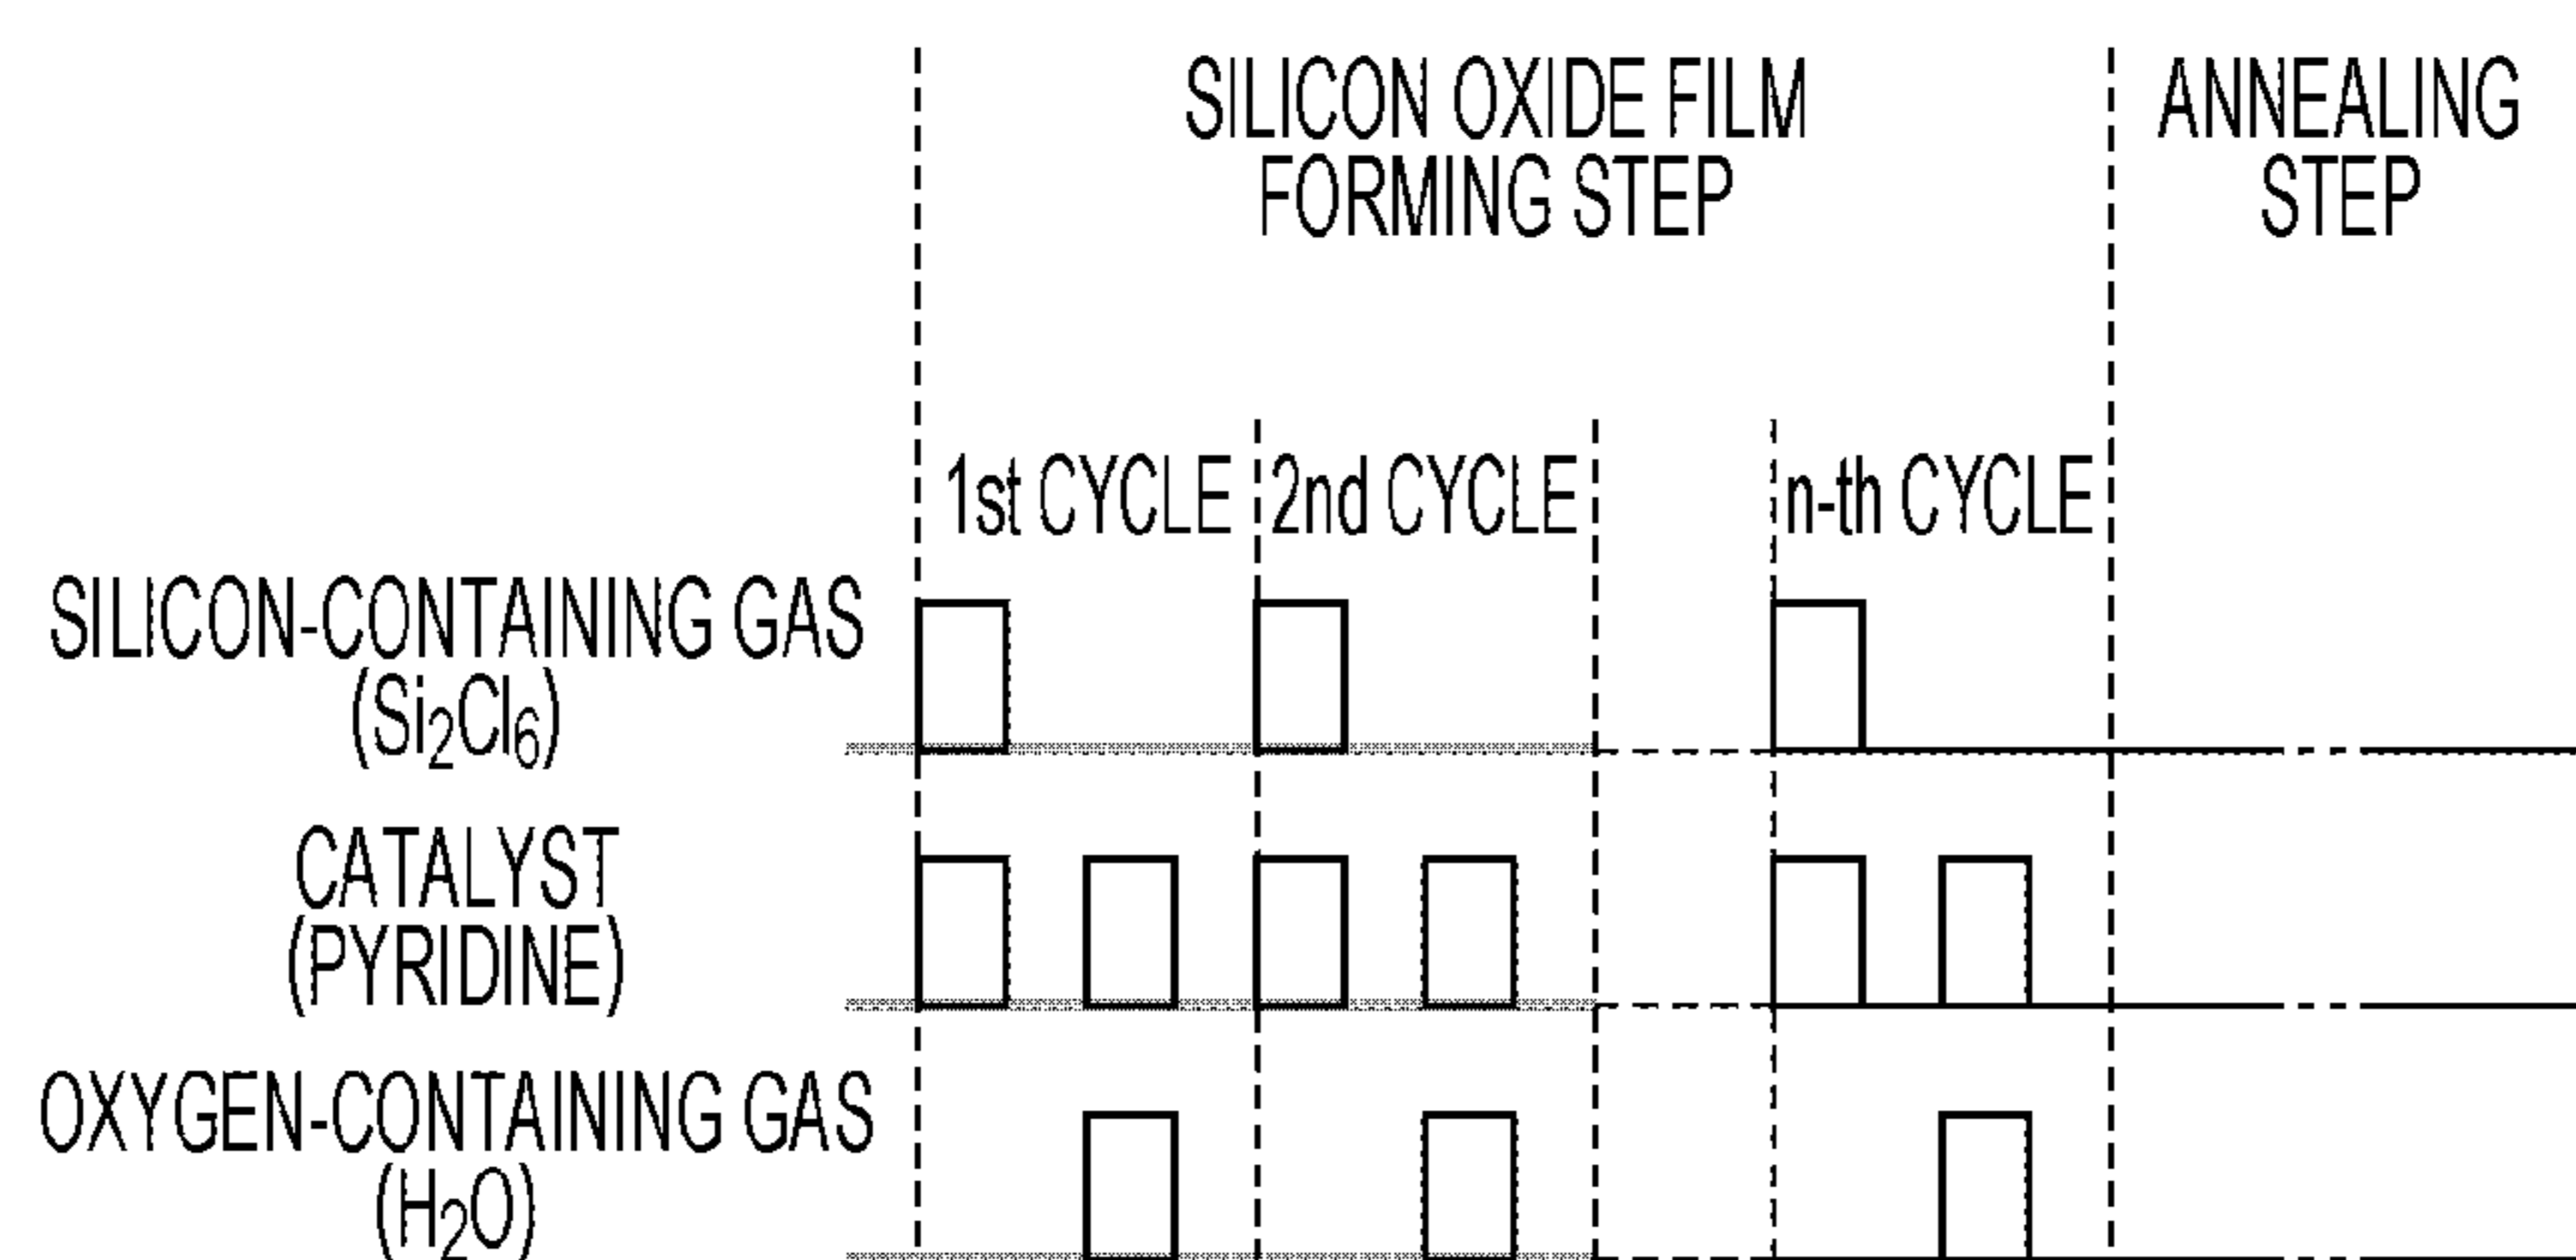 SILICON OXIDE FILM
FORMING STEP
ANNEALING
STEP
1st CYCLE
2nd CYCLE
n-th CYCLE
SILICON-CONTAINING GAS
(Si₂Cl₆)
CATALYST
(PYRIDINE)
OXYGEN-CONTAINING GAS
(H₂O)